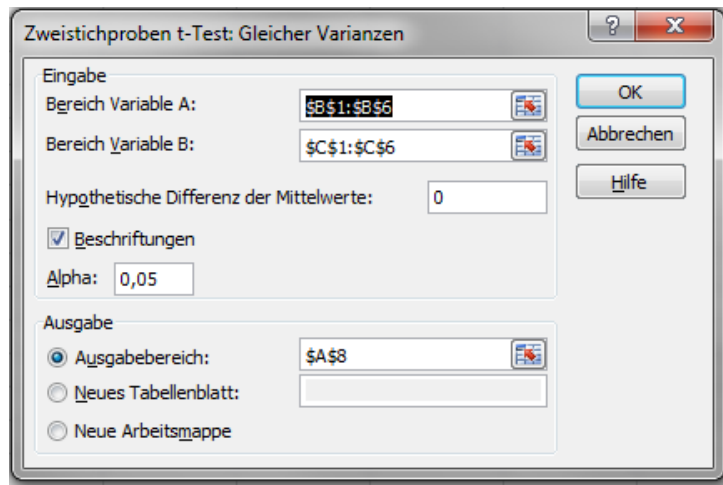 Zweistichproben t-Test: Gleicher Varianzen
?
X
Eingabe
Bereich Variable A:
$B$1:$B$6
Bereich Variable B:
$C$1:$C$6
Hypothetische Differenz der Mittelwerte:
0
Beschriftungen
Alpha:
0,05
Ausgabe
Ausgabebereich:
$A$8
Neues Tabellenblatt:
Neue Arbeitsmappe
OK
Abbrechen
Hilfe